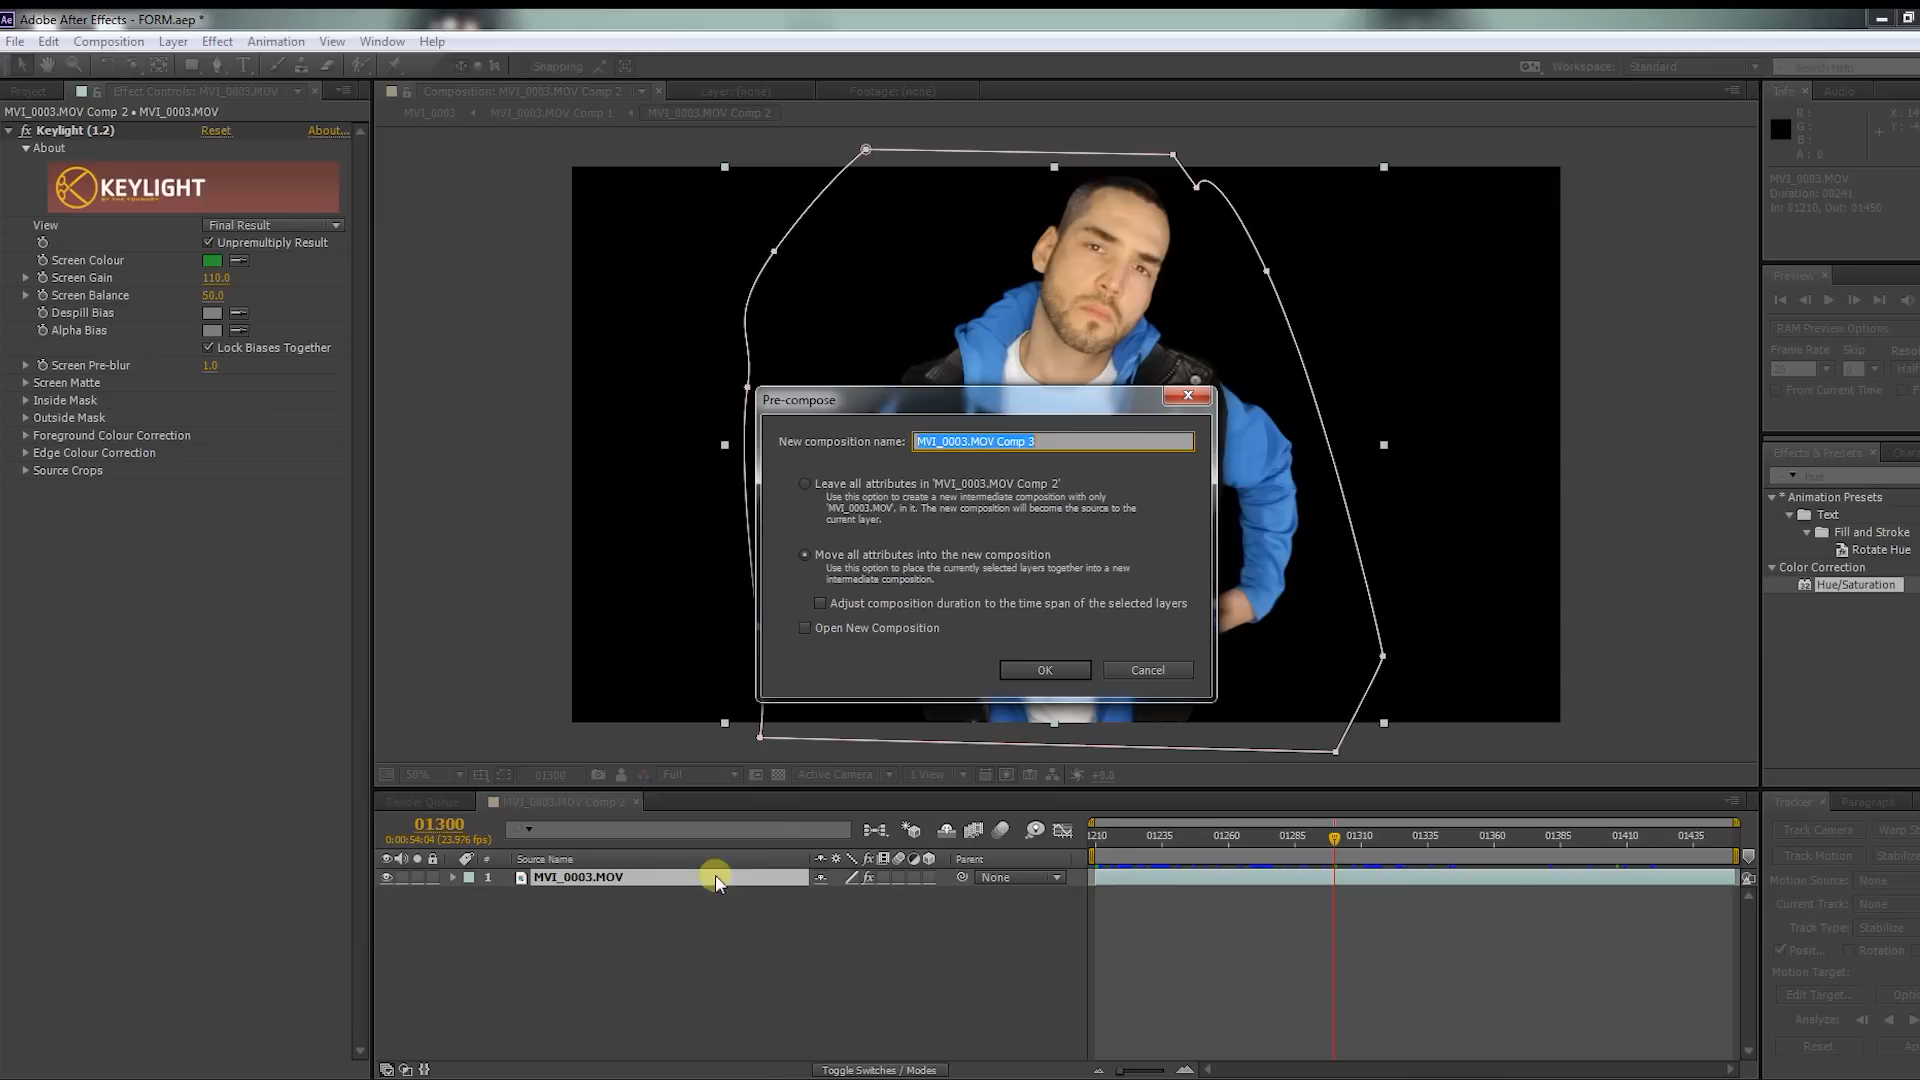 Adobe After Effects - FORM.aep *
File Edit Composition Layer Effect Animation View Window Help
Snapping Workspace: Standard Search Help
Project Effect Controls: MVI_0003.MOV Composition: MVI_0003.MOV Comp 2 Layer: (none) Footage: (none) Info Audio
MVI_0003.MOV Comp 2 • MVI_0003.MOV MVI_0003 MVI_0003.MOV Comp 1 MVI_0003.MOV Comp 2
fx Keylight (1.2) Reset About...
About
KEYLIGHT
BY THE FOUNDRY
View Final Result
Unpremultiply Result
Screen Colour
Screen Gain 110.0
Screen Balance 50.0
Despill Bias
Alpha Bias
Lock Biases Together
Screen Pre-blur 1.0
Screen Matte
Inside Mask
Outside Mask
Foreground Colour Correction
Edge Colour Correction
Source Crops
R:
G:
B:
A: 0
MVI_0003.MOV
Duration: 00241
In: 01210, Out: 01450
Preview
RAM Preview Options
Frame Rate Skip
25 0
From Current Time
Effects & Presets
hue
* Animation Presets
Text
Fill and Stroke
Rotate Hue
Color Correction
Hue/Saturation
Pre-compose
New composition name: MVI_0003.MOV Comp 3
Leave all attributes in 'MVI_0003.MOV Comp 2'
Use this option to create a new intermediate composition with only
'MVI_0003.MOV', in it. The new composition will become the source to the
current layer.
Move all attributes into the new composition
Use this option to place the currently selected layers together into a new
intermediate composition.
Adjust composition duration to the time span of the selected layers
Open New Composition
OK Cancel
50% 01300 Full Active Camera 1 View +0.0
Render Queue MVI_0003.MOV Comp 2
01300
0:00:54:04 (23.976 fps)
1210 01235 01260 01285 01310 01335 01360 01385 01410 01435
# Source Name Parent
1 MVI_0003.MOV None
Toggle Switches / Modes
Tracker Paragraph
Track Camera
Track Motion
Motion Source: None
Current Track: None
Track Type: Stabilize
Posit... Rotation
Motion Target:
Edit Target...
Analyze:
Reset